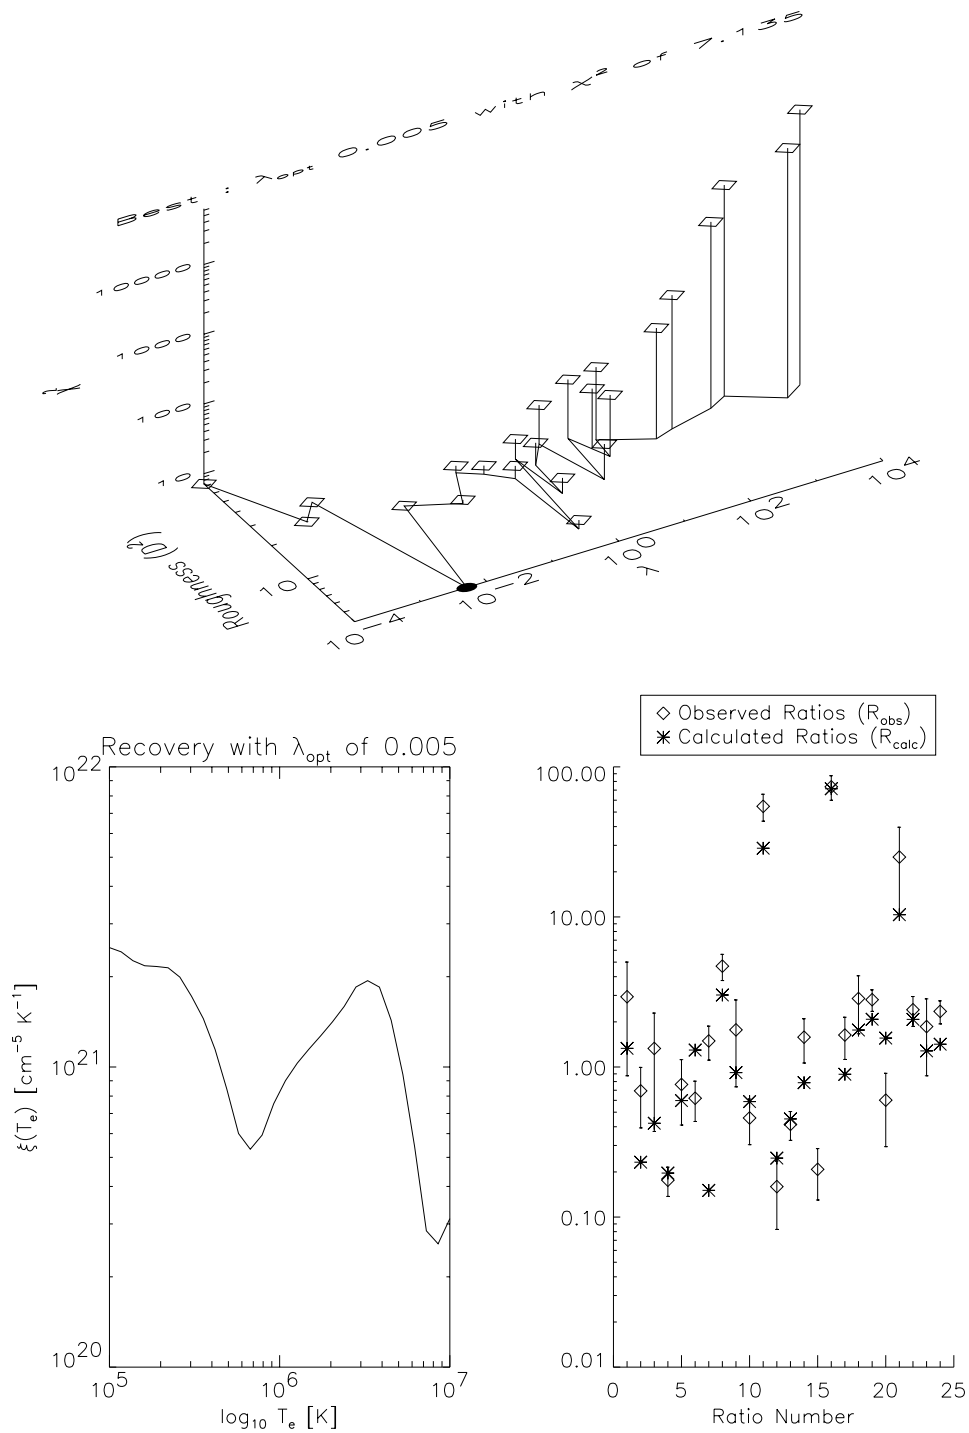 Best : λopt 0.005 with χ² of 7.135
10000
1000
100
10
χ
Roughness (D²)
10
10⁻⁴
10⁻²
10⁰
10²
10⁴
λ
◇ Observed Ratios (Robs)
✳ Calculated Ratios (Rcalc)
Recovery with λopt of 0.005
10²²
10²¹
10²⁰
ξ(Te) [cm⁻⁵ K⁻¹]
10⁵ 10⁶ 10⁷
log₁₀ Te [K]
100.00
10.00
1.00
0.10
0.01
0 5 10 15 20 25
Ratio Number